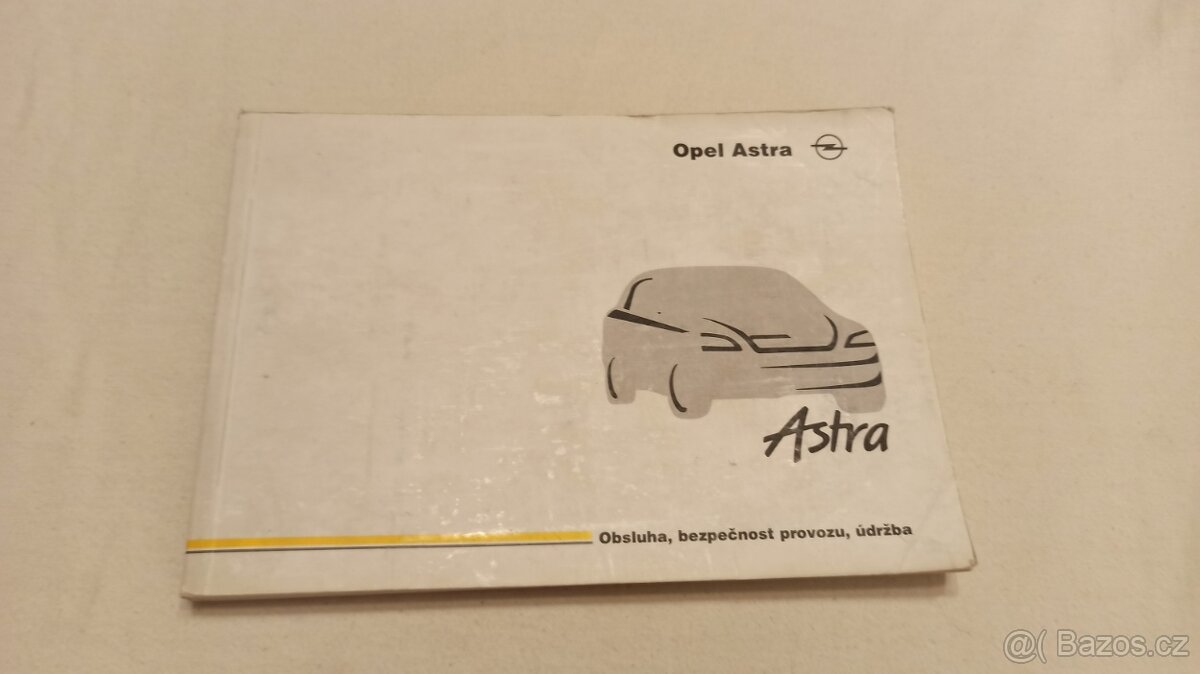 Opel Astra
Astra
Obsluha, bezpečnost provozu, údržba
@( Bazos.cz